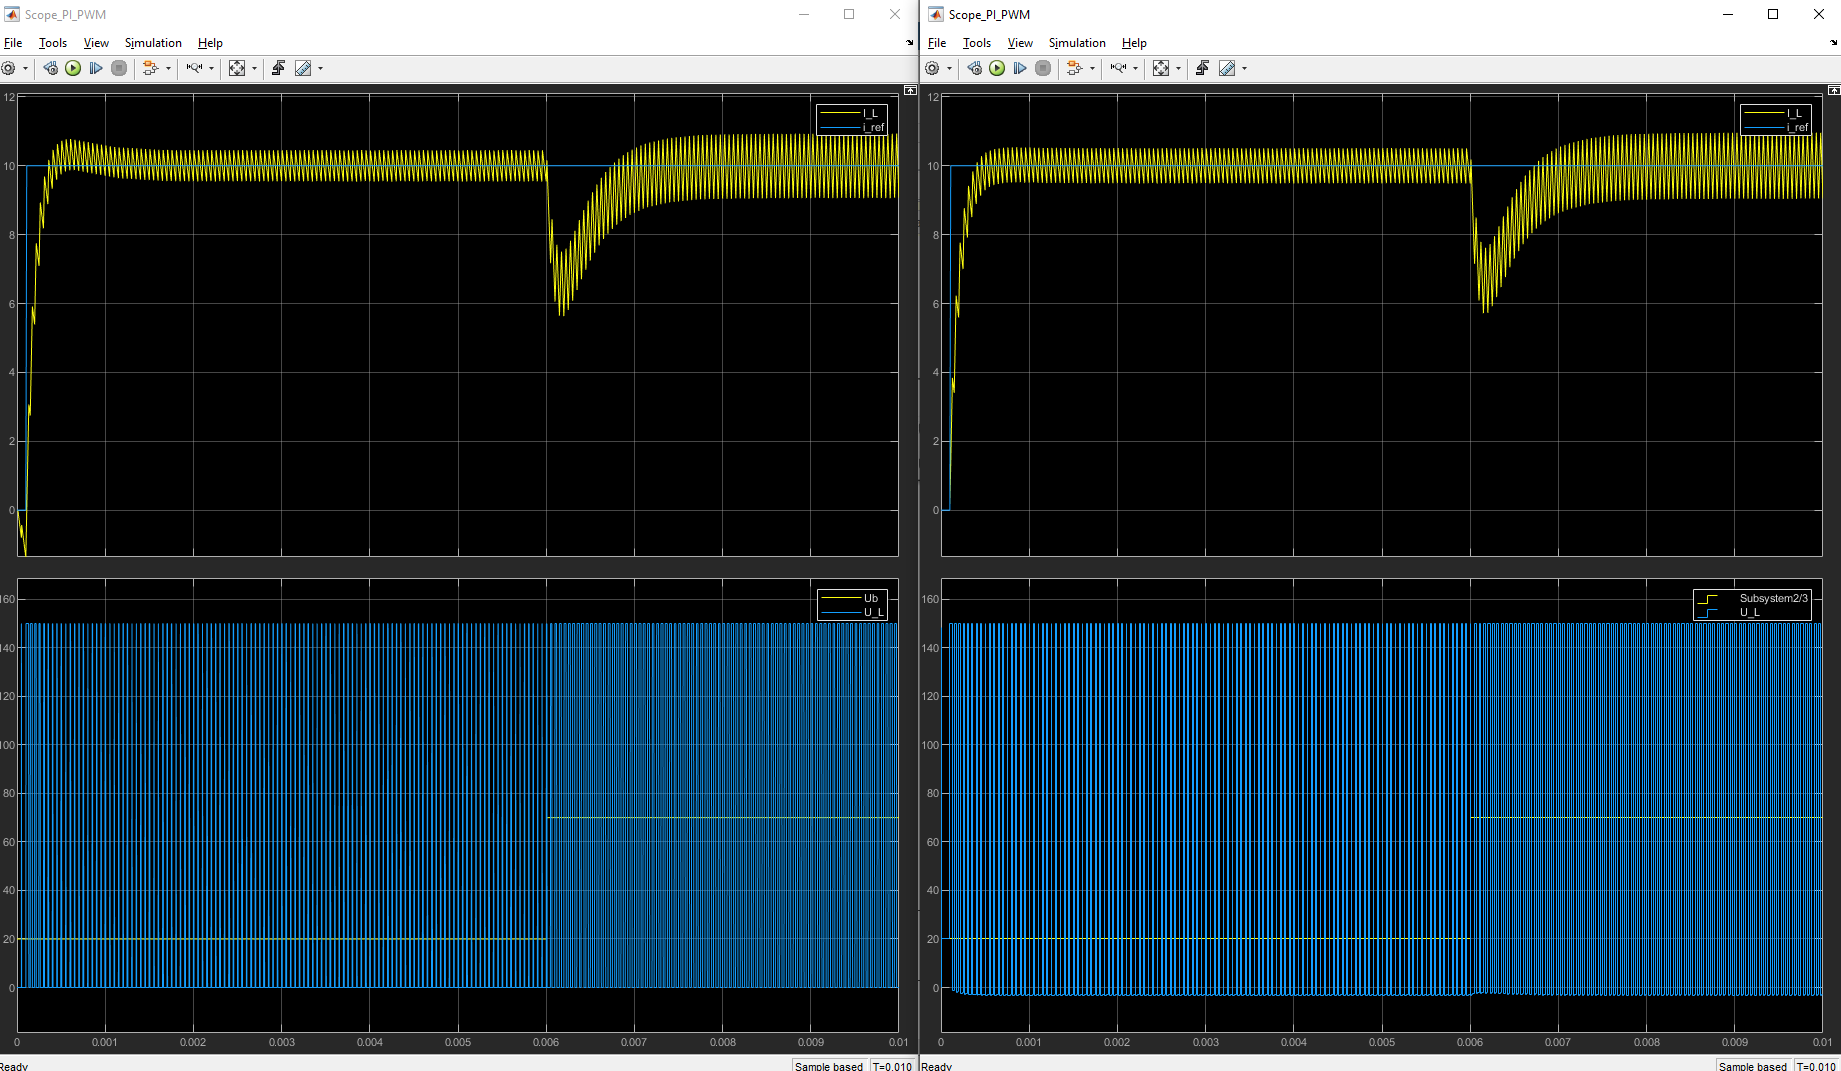 Scope_PI_PWM
File Tools View Simulation Help
12
10
8
6
4
2
0
I_L
i_ref
160
140
120
100
80
60
40
20
0
Ub
U_L
0 0.001 0.002 0.003 0.004 0.005 0.006 0.007 0.008 0.009 0.01
Ready
Sample based T=0.010
Scope_PI_PWM
File Tools View Simulation Help
12
10
8
6
4
2
0
I_L
i_ref
160
140
120
100
80
60
40
20
0
Subsystem2/3
U_L
0 0.001 0.002 0.003 0.004 0.005 0.006 0.007 0.008 0.009 0.01
Ready
Sample based T=0.010